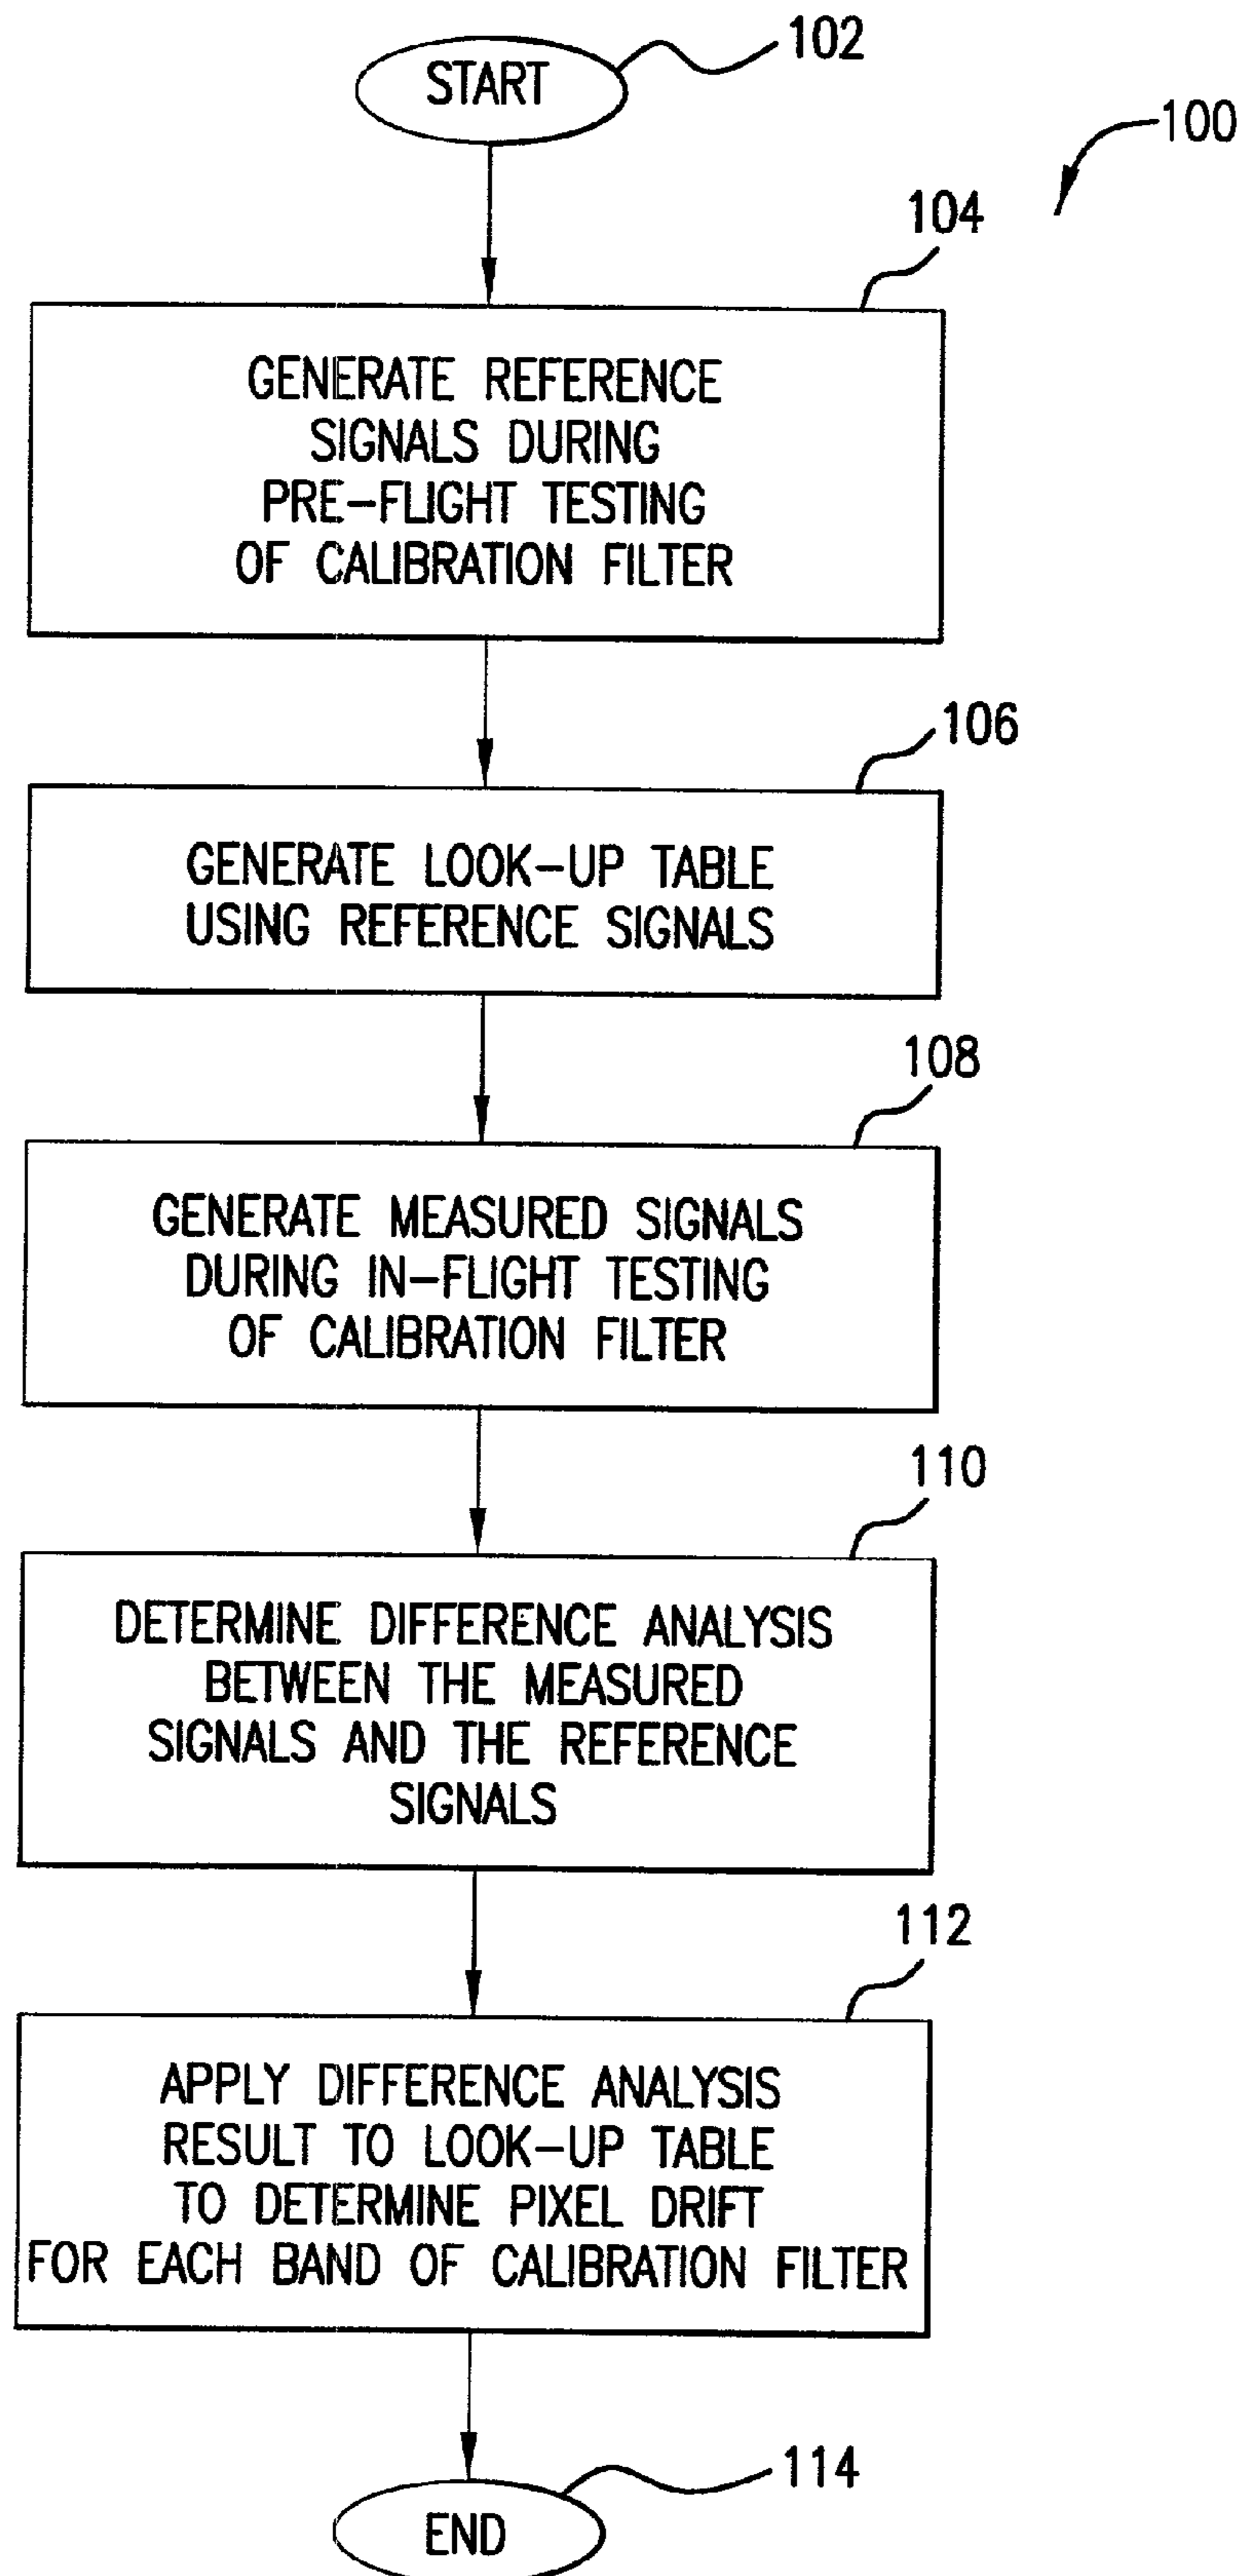 102
START
100
104
GENERATE REFERENCE
SIGNALS DURING
PRE-FLIGHT TESTING
OF CALIBRATION FILTER
106
GENERATE LOOK-UP TABLE
USING REFERENCE SIGNALS
108
GENERATE MEASURED SIGNALS
DURING IN-FLIGHT TESTING
OF CALIBRATION FILTER
110
DETERMINE DIFFERENCE ANALYSIS
BETWEEN THE MEASURED
SIGNALS AND THE REFERENCE
SIGNALS
112
APPLY DIFFERENCE ANALYSIS
RESULT TO LOOK-UP TABLE
TO DETERMINE PIXEL DRIFT
FOR EACH BAND OF CALIBRATION FILTER
114
END